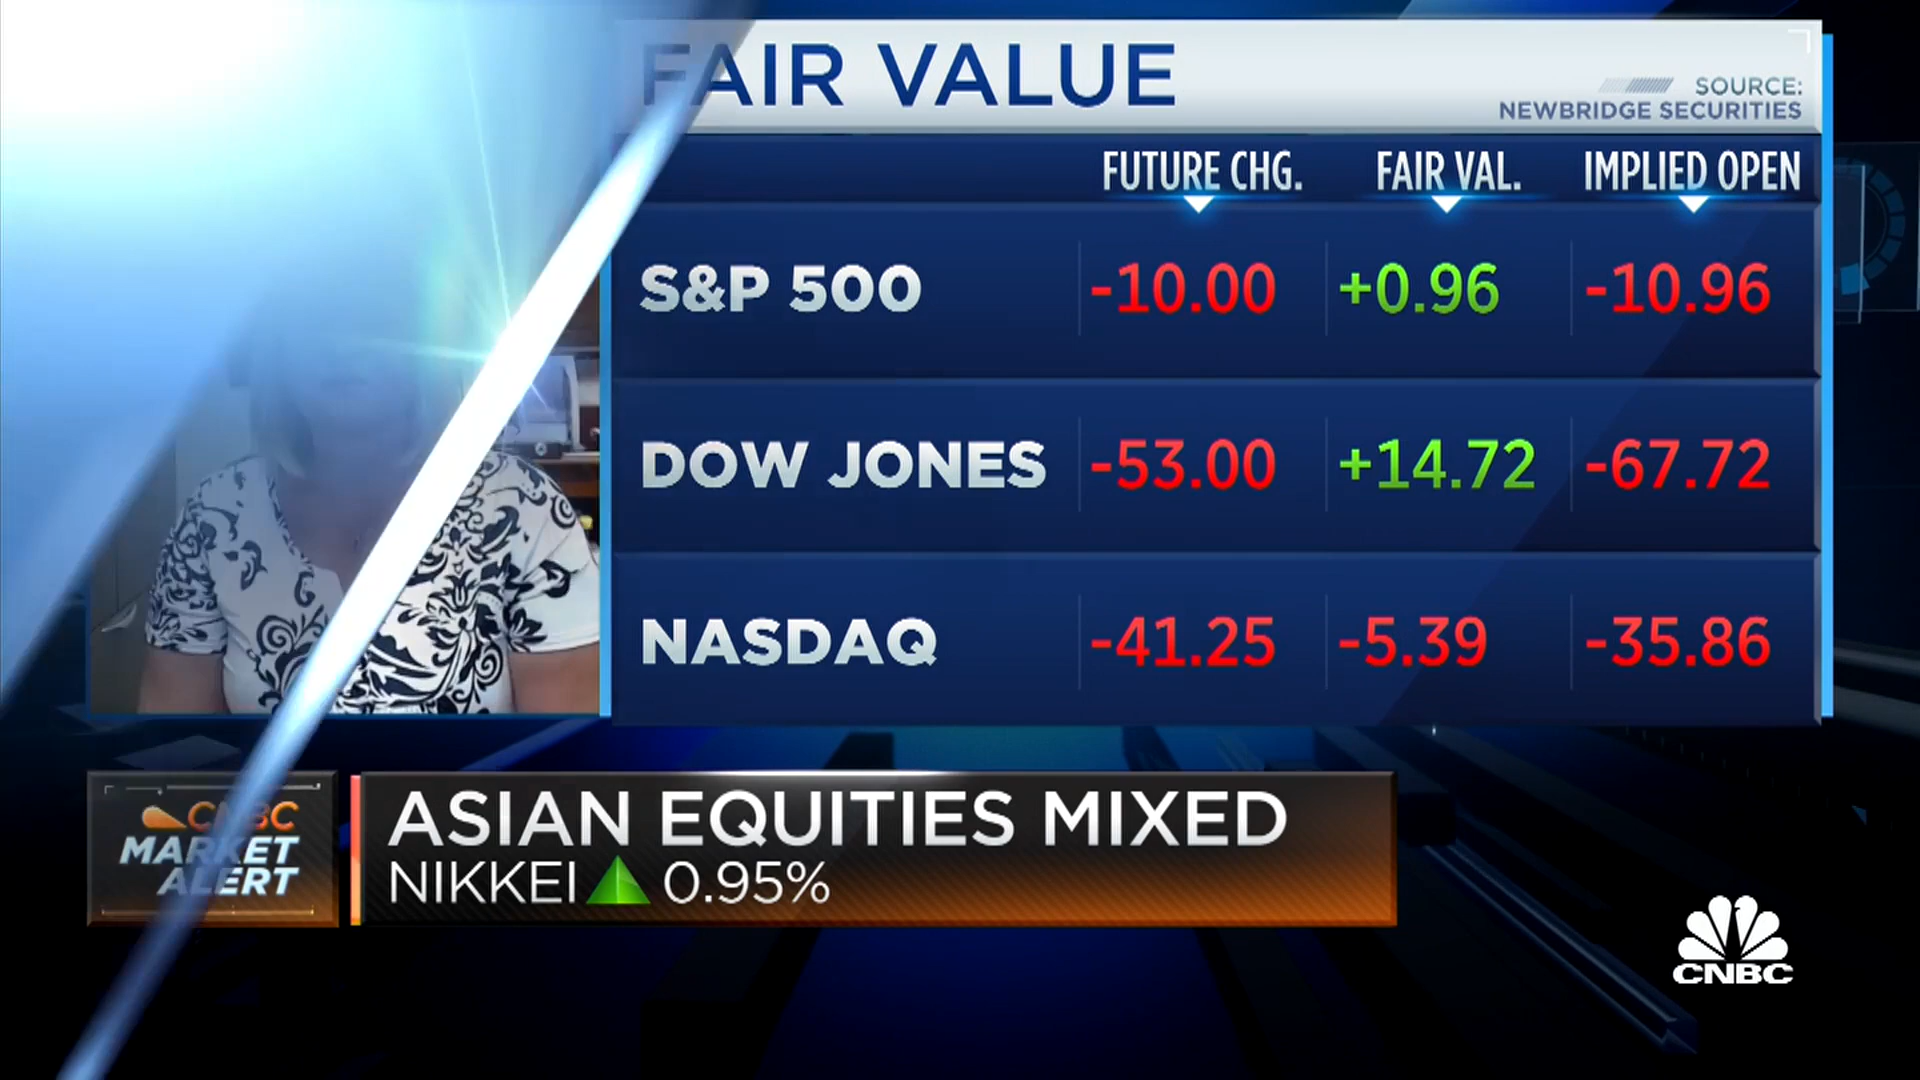 FAIR VALUE
SOURCE:
NEWBRIDGE SECURITIES
FUTURE CHG. FAIR VAL. IMPLIED OPEN
S&P 500 -10.00 +0.96 -10.96
DOW JONES -53.00 +14.72 -67.72
NASDAQ -41.25 -5.39 -35.86
CNBC
MARKET
ALERT
ASIAN EQUITIES MIXED
NIKKEI ▲ 0.95%
CNBC